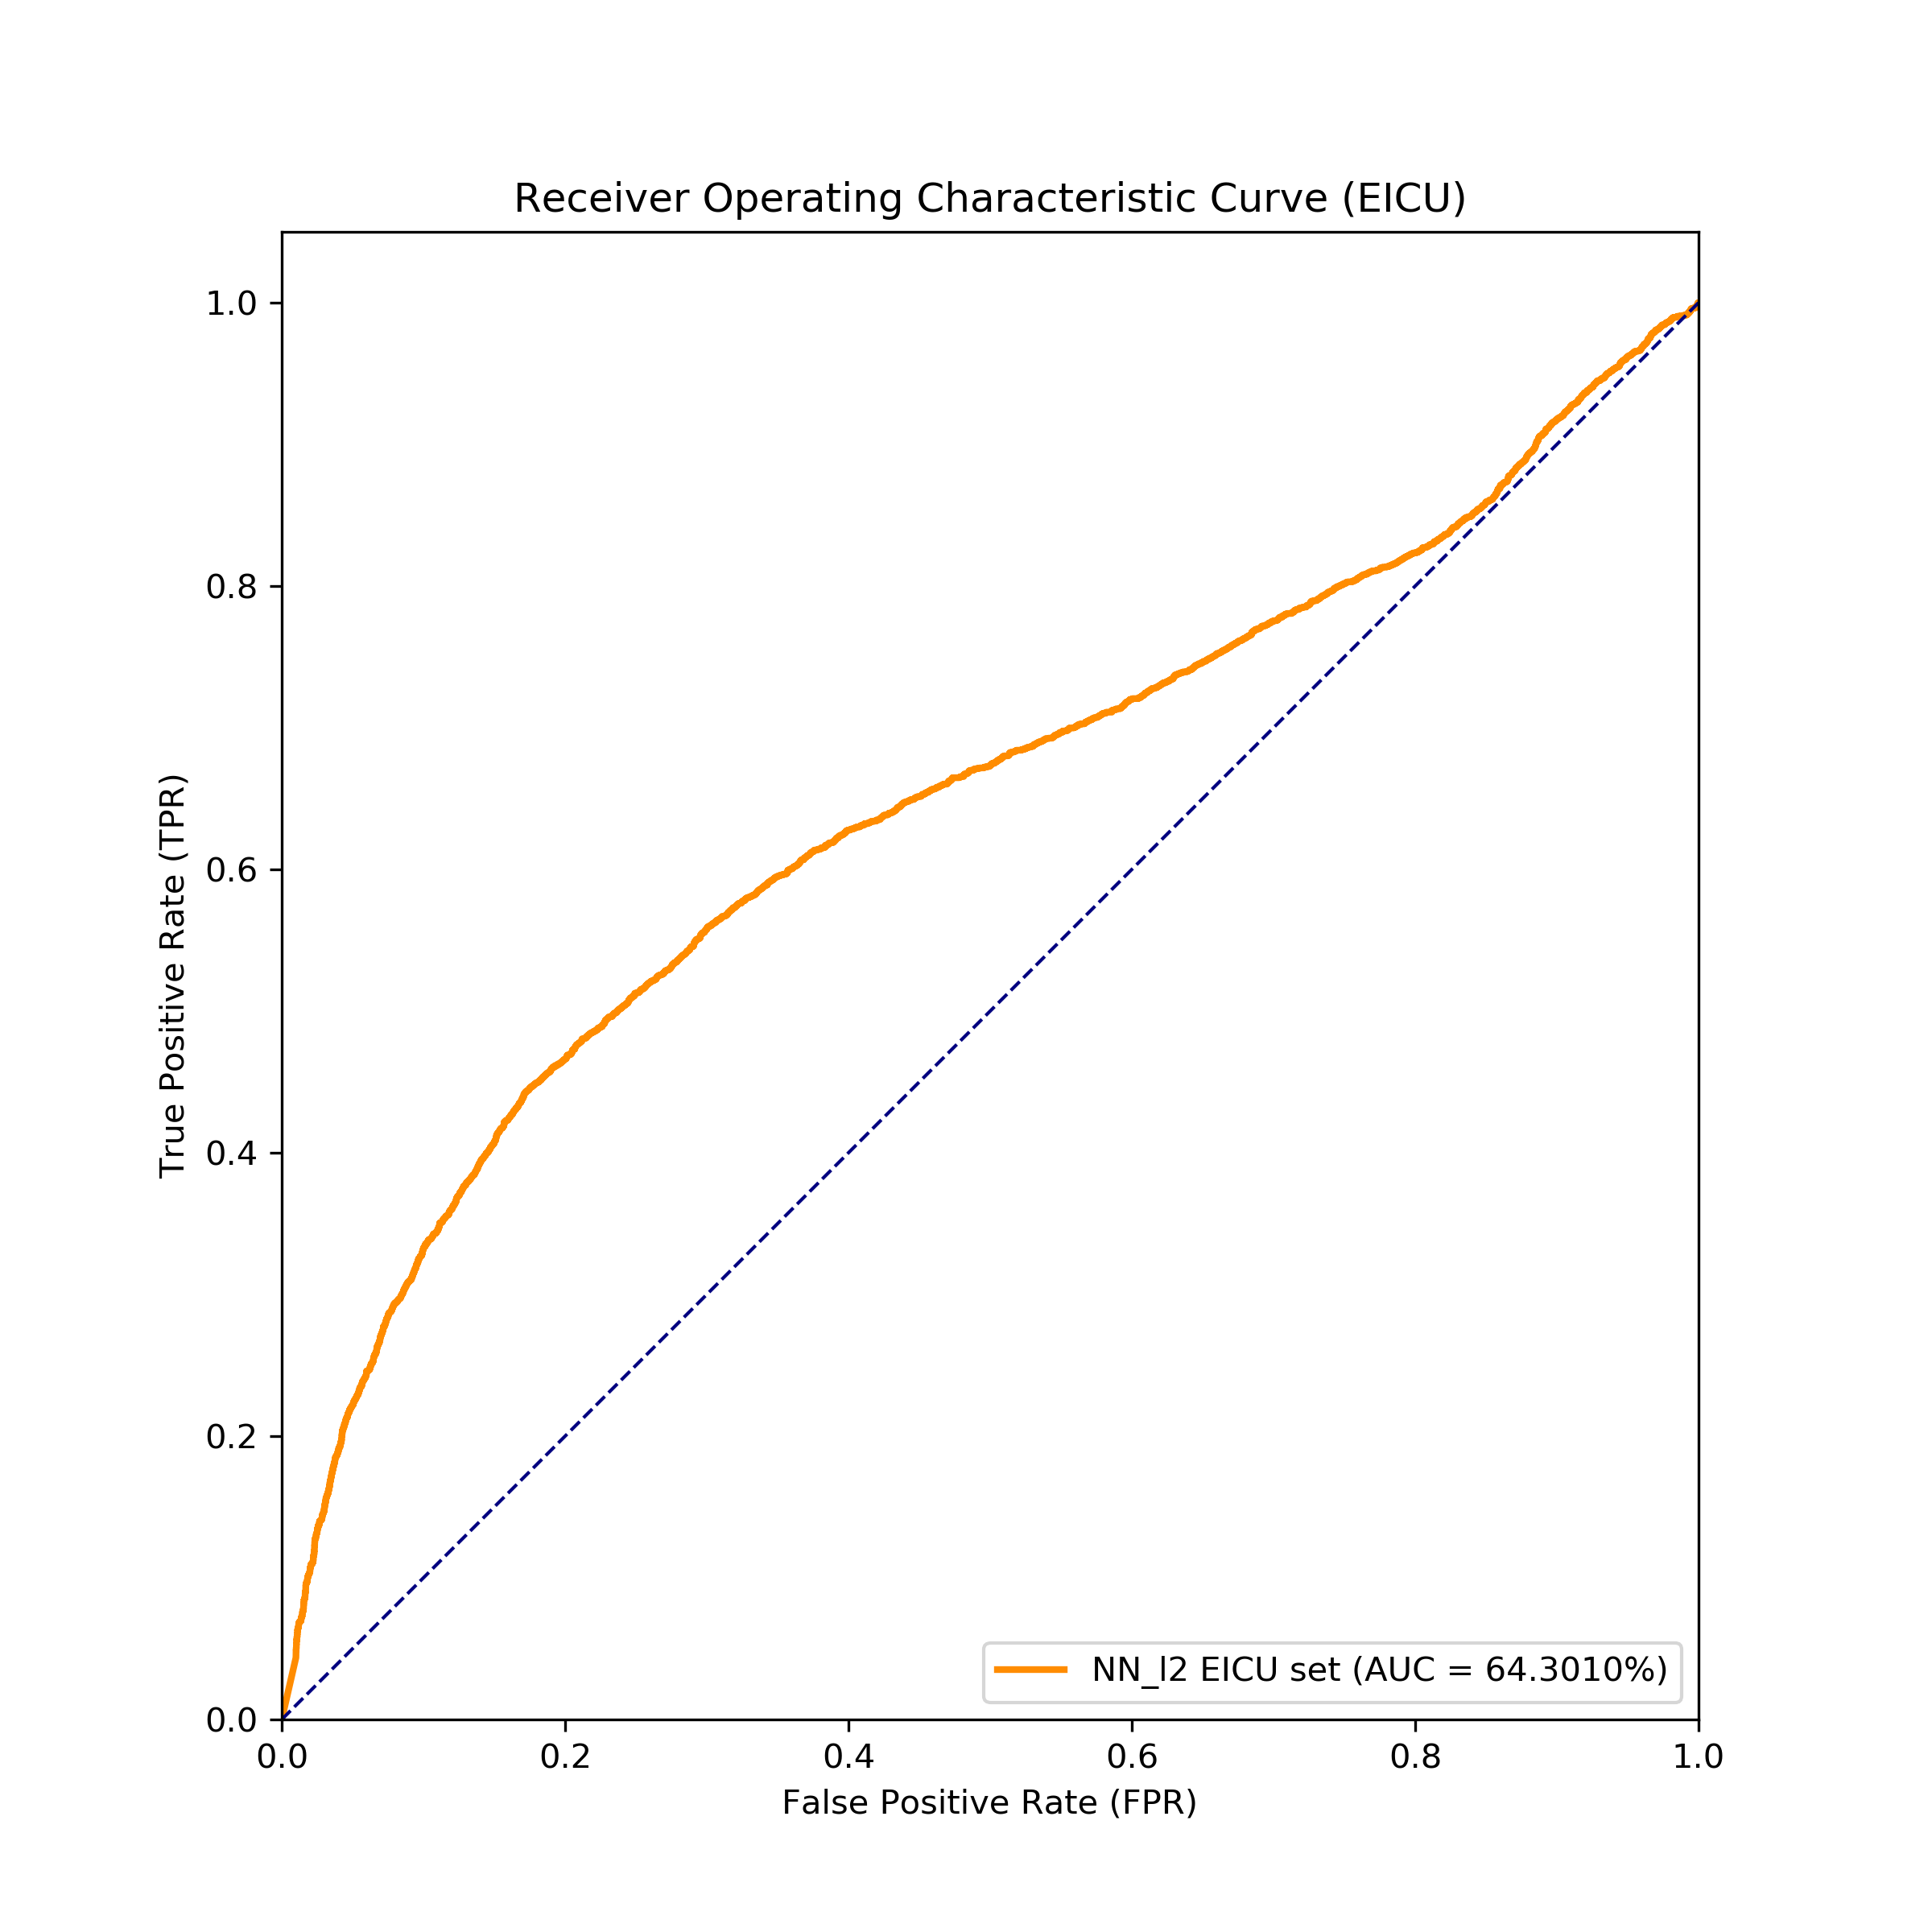 Receiver Operating Characteristic Curve (EICU)
1.0
0.8
0.6
0.4
0.2
0.0
True Positive Rate (TPR)
NN_l2 EICU set (AUC = 64.3010%)
0.0 0.2 0.4 0.6 0.8 1.0
False Positive Rate (FPR)